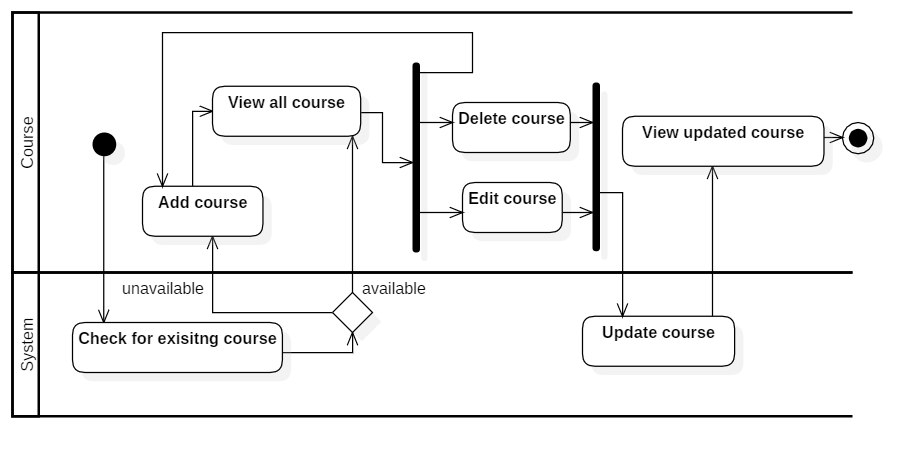 Course
View all course
Delete course
View updated course
Add course
Edit course
System
unavailable
available
Check for exisitng course
Update course